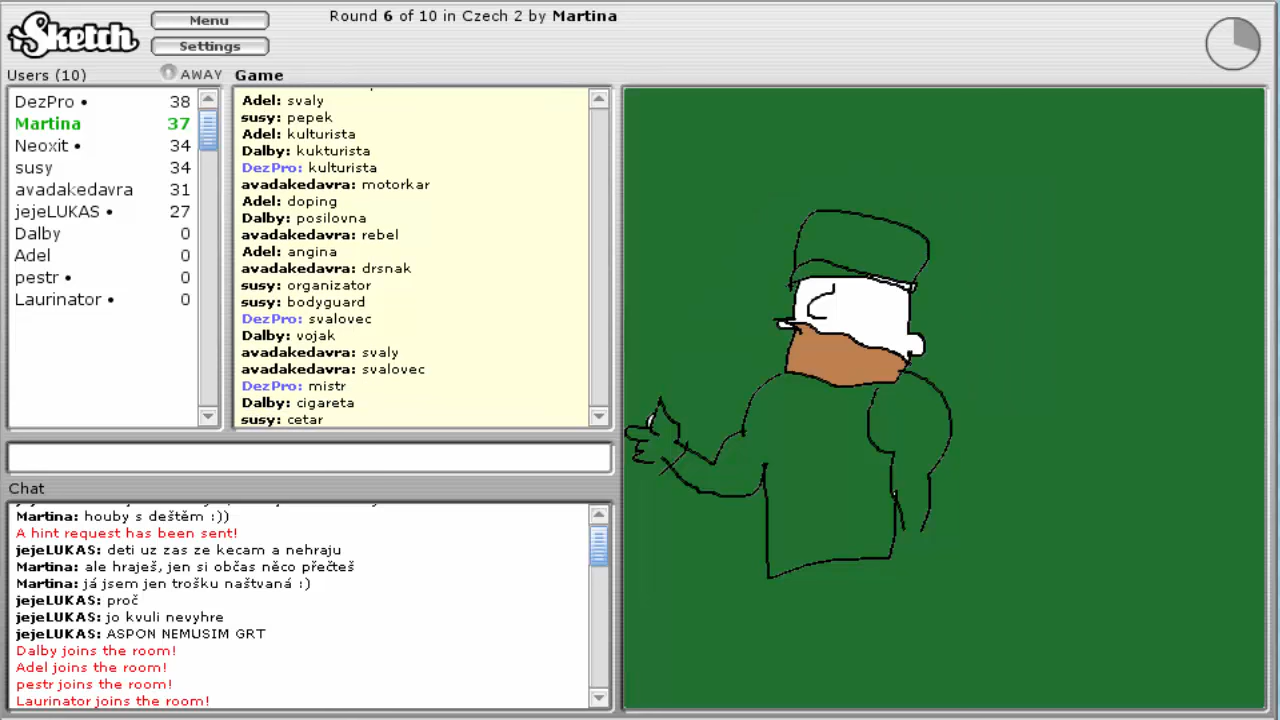 iSketch
Menu
Settings
Round 6 of 10 in Czech 2 by Martina
Users (10)
AWAY
Game
DezPro • 38
Martina 37
Neoxit • 34
susy 34
avadakedavra 31
jejeLUKAS • 27
Dalby 0
Adel 0
pestr • 0
Laurinator • 0
Adel: svaly
susy: pepek
Adel: kulturista
Dalby: kukturista
DezPro: kulturista
avadakedavra: motorkar
Adel: doping
Dalby: posilovna
avadakedavra: rebel
Adel: angina
avadakedavra: drsnak
susy: organizator
susy: bodyguard
DezPro: svalovec
Dalby: vojak
avadakedavra: svaly
avadakedavra: svalovec
DezPro: mistr
Dalby: cigareta
susy: cetar
Chat
Martina: houby s deštěm :))
A hint request has been sent!
jejeLUKAS: deti uz zas ze kecam a nehraju
Martina: ale hraješ, jen si občas něco přečteš
Martina: já jsem jen trošku naštvaná :)
jejeLUKAS: proč
jejeLUKAS: jo kvuli nevyhre
jejeLUKAS: ASPON NEMUSIM GRT
Dalby joins the room!
Adel joins the room!
pestr joins the room!
Laurinator joins the room!